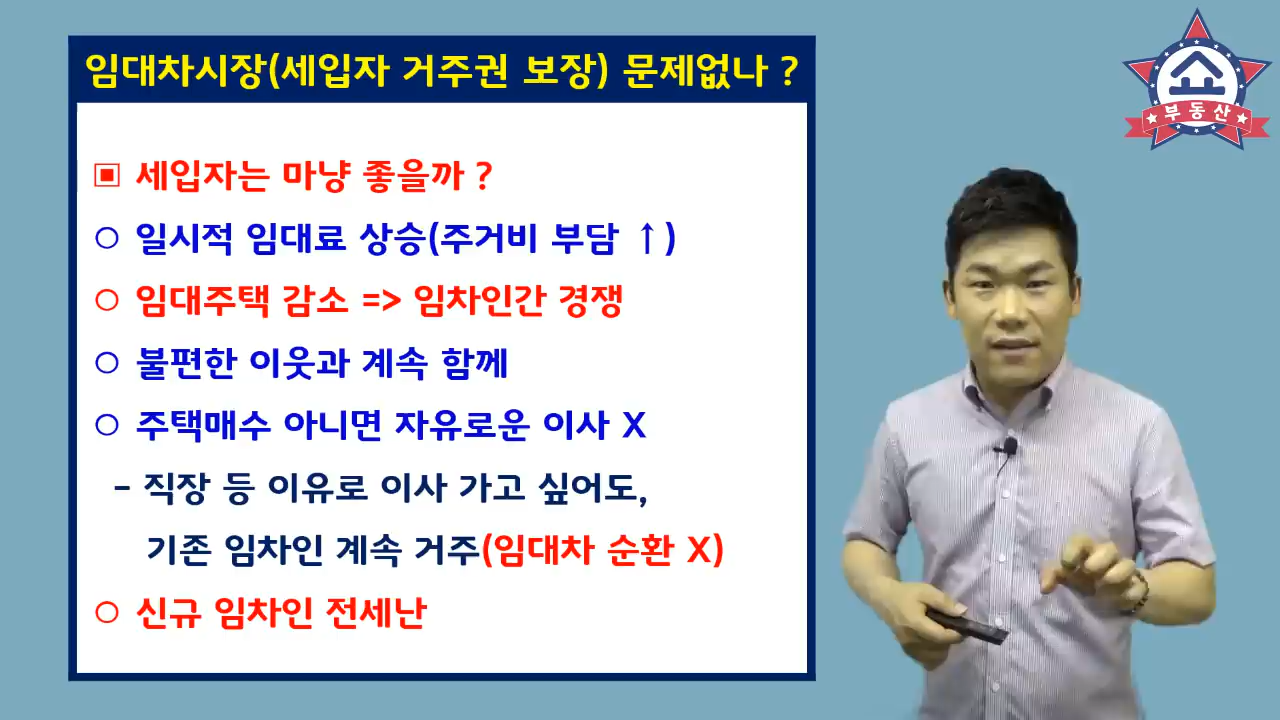 임대차시장(세입자 거주권 보장) 문제없나 ?
▣ 세입자는 마냥 좋을까 ?
○ 일시적 임대료 상승(주거비 부담 ↑)
○ 임대주택 감소 => 임차인간 경쟁
○ 불편한 이웃과 계속 함께
○ 주택매수 아니면 자유로운 이사 X
- 직장 등 이유로 이사 가고 싶어도,
기존 임차인 계속 거주(임대차 순환 X)
○ 신규 임차인 전세난
부동산